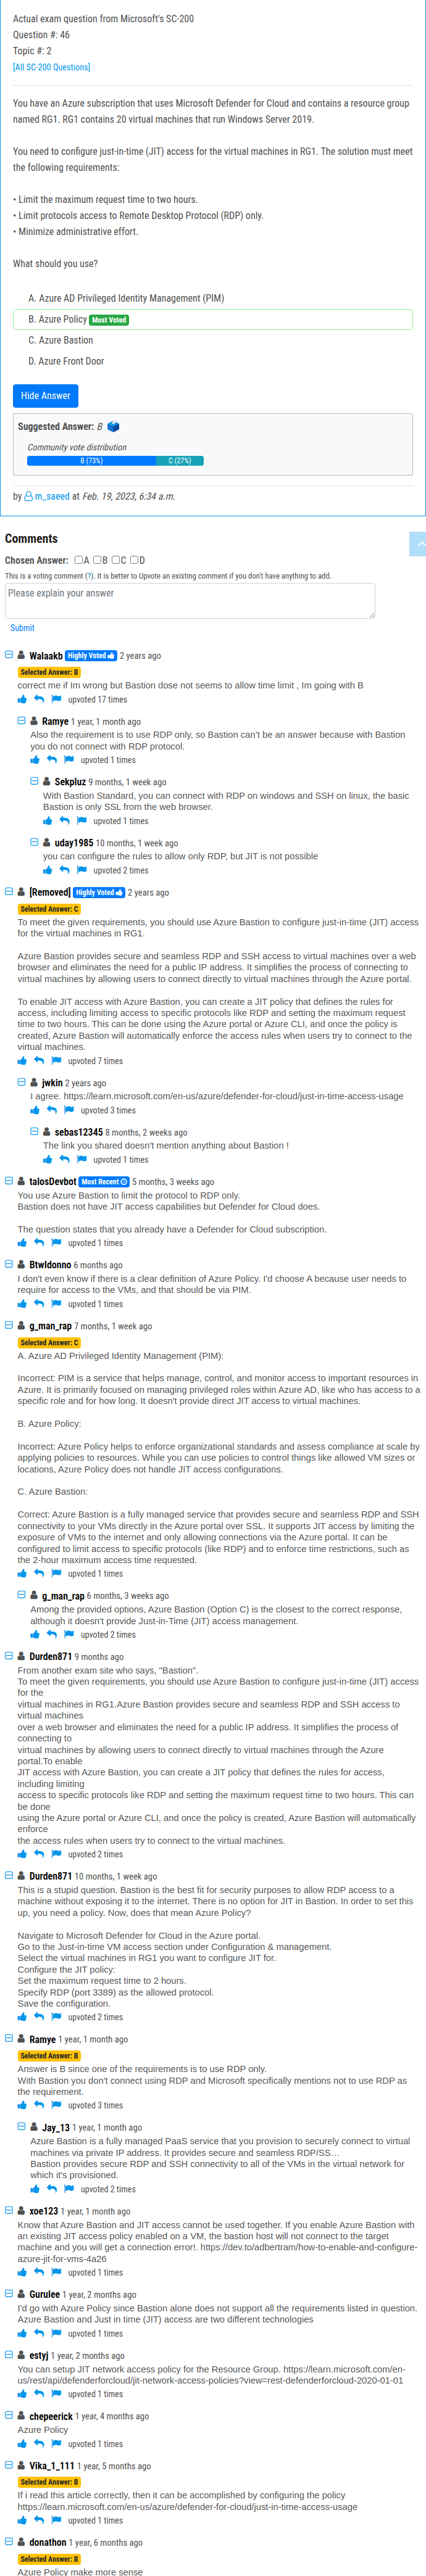 Actual exam question from Microsoft's SC-200
Question #: 46
Topic #: 2
[All SC-200 Questions]
You have an Azure subscription that uses Microsoft Defender for Cloud and contains a resource group
named RG1. RG1 contains 20 virtual machines that run Windows Server 2019.
You need to configure just-in-time (JIT) access for the virtual machines in RG1. The solution must meet
the following requirements:
• Limit the maximum request time to two hours.
• Limit protocols access to Remote Desktop Protocol (RDP) only.
• Minimize administrative effort.
What should you use?
A. Azure AD Privileged Identity Management (PIM)
B. Azure Policy Most Voted
C. Azure Bastion
D. Azure Front Door
Hide Answer
Suggested Answer: B
Community vote distribution
B (73%) C (27%)
by m_saeed at Feb. 19, 2023, 6:34 a.m.
Comments
Chosen Answer: A B C D
This is a voting comment (?). It is better to Upvote an existing comment if you don't have anything to add.
Please explain your answer
Submit
Walaakb Highly Voted 2 years ago
Selected Answer: B
correct me if Im wrong but Bastion dose not seems to allow time limit , Im going with B
upvoted 17 times
Ramye 1 year, 1 month ago
Also the requirement is to use RDP only, so Bastion can't be an answer because with Bastion
you do not connect with RDP protocol.
upvoted 1 times
Sekpluz 9 months, 1 week ago
With Bastion Standard, you can connect with RDP on windows and SSH on linux, the basic
Bastion is only SSL from the web browser.
upvoted 1 times
uday1985 10 months, 1 week ago
you can configure the rules to allow only RDP, but JIT is not possible
upvoted 2 times
[Removed] Highly Voted 2 years ago
Selected Answer: C
To meet the given requirements, you should use Azure Bastion to configure just-in-time (JIT) access
for the virtual machines in RG1.
Azure Bastion provides secure and seamless RDP and SSH access to virtual machines over a web
browser and eliminates the need for a public IP address. It simplifies the process of connecting to
virtual machines by allowing users to connect directly to virtual machines through the Azure portal.
To enable JIT access with Azure Bastion, you can create a JIT policy that defines the rules for
access, including limiting access to specific protocols like RDP and setting the maximum request
time to two hours. This can be done using the Azure portal or Azure CLI, and once the policy is
created, Azure Bastion will automatically enforce the access rules when users try to connect to the
virtual machines.
upvoted 7 times
jwkin 2 years ago
I agree. https://learn.microsoft.com/en-us/azure/defender-for-cloud/just-in-time-access-usage
upvoted 3 times
sebas12345 8 months, 2 weeks ago
The link you shared doesn't mention anything about Bastion !
upvoted 1 times
talosDevbot Most Recent 5 months, 3 weeks ago
You use Azure Bastion to limit the protocol to RDP only.
Bastion does not have JIT access capabilities but Defender for Cloud does.
The question states that you already have a Defender for Cloud subscription.
upvoted 1 times
BtwIdonno 6 months ago
I don't even know if there is a clear definition of Azure Policy. I'd choose A because user needs to
require for access to the VMs, and that should be via PIM.
upvoted 1 times
g_man_rap 7 months, 1 week ago
Selected Answer: C
A. Azure AD Privileged Identity Management (PIM):
Incorrect: PIM is a service that helps manage, control, and monitor access to important resources in
Azure. It is primarily focused on managing privileged roles within Azure AD, like who has access to a
specific role and for how long. It doesn't provide direct JIT access to virtual machines.
B. Azure Policy:
Incorrect: Azure Policy helps to enforce organizational standards and assess compliance at scale by
applying policies to resources. While you can use policies to control things like allowed VM sizes or
locations, Azure Policy does not handle JIT access configurations.
C. Azure Bastion:
Correct: Azure Bastion is a fully managed service that provides secure and seamless RDP and SSH
connectivity to your VMs directly in the Azure portal over SSL. It supports JIT access by limiting the
exposure of VMs to the internet and only allowing connections via the Azure portal. It can be
configured to limit access to specific protocols (like RDP) and to enforce time restrictions, such as
the 2-hour maximum access time requested.
upvoted 1 times
g_man_rap 6 months, 3 weeks ago
Among the provided options, Azure Bastion (Option C) is the closest to the correct response,
although it doesn't provide Just-in-Time (JIT) access management.
upvoted 2 times
Durden871 9 months ago
From another exam site who says, "Bastion".
To meet the given requirements, you should use Azure Bastion to configure just-in-time (JIT) access
for the
virtual machines in RG1.Azure Bastion provides secure and seamless RDP and SSH access to
virtual machines
over a web browser and eliminates the need for a public IP address. It simplifies the process of
connecting to
virtual machines by allowing users to connect directly to virtual machines through the Azure
portal.To enable
JIT access with Azure Bastion, you can create a JIT policy that defines the rules for access,
including limiting
access to specific protocols like RDP and setting the maximum request time to two hours. This can
be done
using the Azure portal or Azure CLI, and once the policy is created, Azure Bastion will automatically
enforce
the access rules when users try to connect to the virtual machines.
upvoted 2 times
Durden871 10 months, 1 week ago
This is a stupid question. Bastion is the best fit for security purposes to allow RDP access to a
machine without exposing it to the internet. There is no option for JIT in Bastion. In order to set this
up, you need a policy. Now, does that mean Azure Policy?
Navigate to Microsoft Defender for Cloud in the Azure portal.
Go to the Just-in-time VM access section under Configuration & management.
Select the virtual machines in RG1 you want to configure JIT for.
Configure the JIT policy:
Set the maximum request time to 2 hours.
Specify RDP (port 3389) as the allowed protocol.
Save the configuration.
upvoted 2 times
Ramye 1 year, 1 month ago
Selected Answer: B
Answer is B since one of the requirements is to use RDP only.
With Bastion you don't connect using RDP and Microsoft specifically mentions not to use RDP as
the requirement.
upvoted 3 times
Jay_13 1 year, 1 month ago
Azure Bastion is a fully managed PaaS service that you provision to securely connect to virtual
machines via private IP address. It provides secure and seamless RDP/SS…
Bastion provides secure RDP and SSH connectivity to all of the VMs in the virtual network for
which it's provisioned.
upvoted 2 times
xoe123 1 year, 1 month ago
Know that Azure Bastion and JIT access cannot be used together. If you enable Azure Bastion with
an existing JIT access policy enabled on a VM, the bastion host will not connect to the target
machine and you will get a connection error!. https://dev.to/adbertram/how-to-enable-and-configure-
azure-jit-for-vms-4a26
upvoted 1 times
Gurulee 1 year, 2 months ago
I'd go with Azure Policy since Bastion alone does not support all the requirements listed in question.
Azure Bastion and Just in time (JIT) access are two different technologies
upvoted 1 times
estyj 1 year, 2 months ago
You can setup JIT network access policy for the Resource Group. https://learn.microsoft.com/en-
us/rest/api/defenderforcloud/jit-network-access-policies?view=rest-defenderforcloud-2020-01-01
upvoted 1 times
chepeerick 1 year, 4 months ago
Azure Policy
upvoted 1 times
Vika_1_111 1 year, 5 months ago
Selected Answer: B
If i read this article correctly, then it can be accomplished by configuring the policy
https://learn.microsoft.com/en-us/azure/defender-for-cloud/just-in-time-access-usage
upvoted 1 times
donathon 1 year, 6 months ago
Selected Answer: B
Azure Policy make more sense